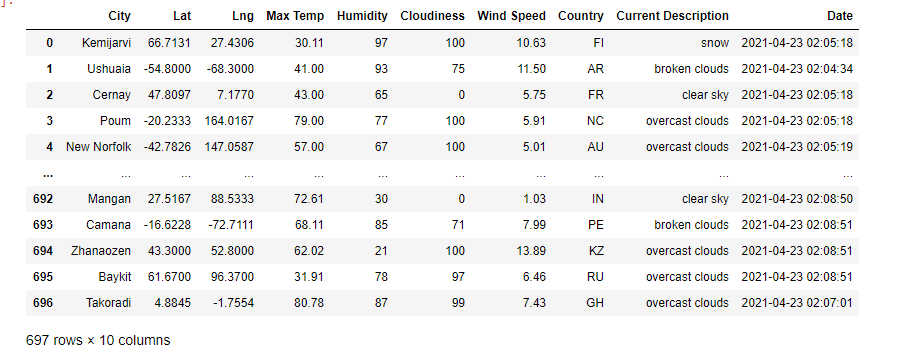 City Lat Lng Max Temp Humidity Cloudiness Wind Speed Country Current Description Date
0 Kemijarvi 66.7131 27.4306 30.11 97 100 10.63 FI snow 2021-04-23 02:05:18
1 Ushuaia -54.8000 -68.3000 41.00 93 75 11.50 AR broken clouds 2021-04-23 02:04:34
2 Cernay 47.8097 7.1770 43.00 65 0 5.75 FR clear sky 2021-04-23 02:05:18
3 Poum -20.2333 164.0167 79.00 77 100 5.91 NC overcast clouds 2021-04-23 02:05:18
4 New Norfolk -42.7826 147.0587 57.00 67 100 5.01 AU overcast clouds 2021-04-23 02:05:19
... ... ... ... ... ... ... ... ... ... ...
692 Mangan 27.5167 88.5333 72.61 30 0 1.03 IN clear sky 2021-04-23 02:08:50
693 Camana -16.6228 -72.7111 68.11 85 71 7.99 PE broken clouds 2021-04-23 02:08:51
694 Zhanaozen 43.3000 52.8000 62.02 21 100 13.89 KZ overcast clouds 2021-04-23 02:08:51
695 Baykit 61.6700 96.3700 31.91 78 97 6.46 RU overcast clouds 2021-04-23 02:08:51
696 Takoradi 4.8845 -1.7554 80.78 87 99 7.43 GH overcast clouds 2021-04-23 02:07:01
697 rows × 10 columns